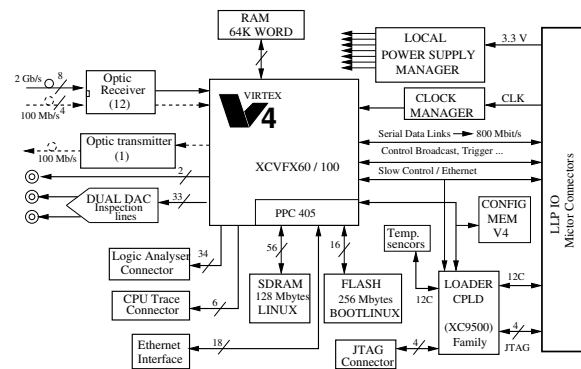 RAM
64K WORD
LOCAL
POWER SUPPLY
MANAGER
3.3 V
2 Gb/s
8
Optic
Receiver
(12)
100 Mb/s
4
VIRTEX
V4
XCVFX60 / 100
CLOCK
MANAGER
CLK
Optic transmitter
(1)
100 Mb/s
Serial Data Links
800 Mbit/s
Control Broadcast, Trigger ...
Slow Control / Ethernet
2
DUAL DAC
Inspection
lines
33
PPC 405
CONFIG
MEM
V4
LLP IO
Mictor Connectors
Temp.
sencors
Logic Analyser
Connector
34
56
16
SDRAM
128 Mbytes
LINUX
FLASH
256 Mbytes
BOOTLINUX
12C
LOADER
CPLD
(XC9500)
Family
12C
CPU Trace
Connector
6
Ethernet
Interface
18
JTAG
Connector
4
4
JTAG